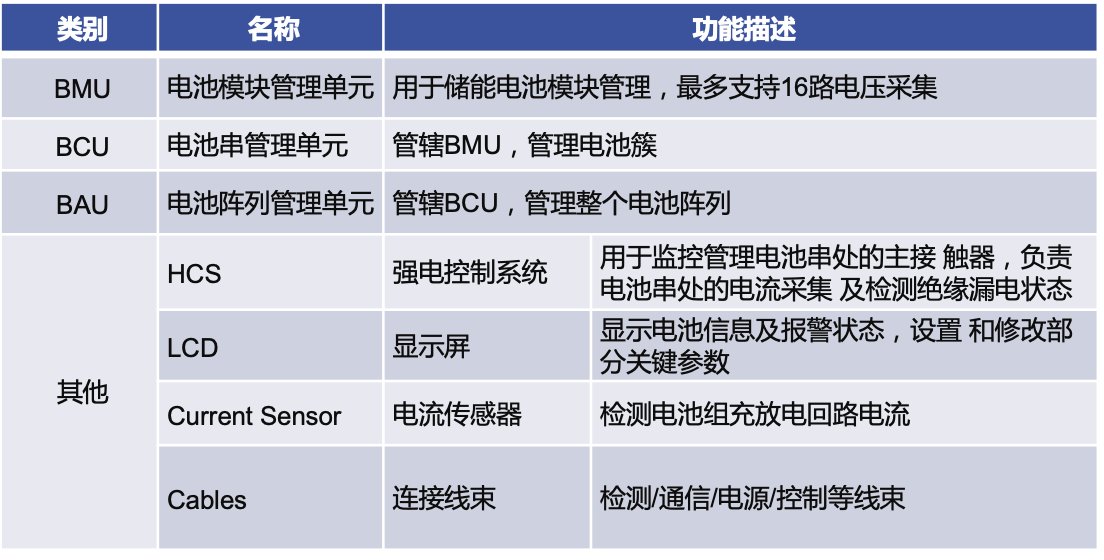 类别 名称 功能描述
BMU 电池模块管理单元 用于储能电池模块管理，最多支持16路电压采集
BCU 电池串管理单元 管辖BMU，管理电池簇
BAU 电池阵列管理单元 管辖BCU，管理整个电池阵列
其他
HCS 强电控制系统 用于监控管理电池串处的主接 触器，负责
电池串处的电流采集 及检测绝缘漏电状态
LCD 显示屏 显示电池信息及报警状态，设置 和修改部
分关键参数
Current Sensor 电流传感器 检测电池组充放电回路电流
Cables 连接线束 检测/通信/电源/控制等线束